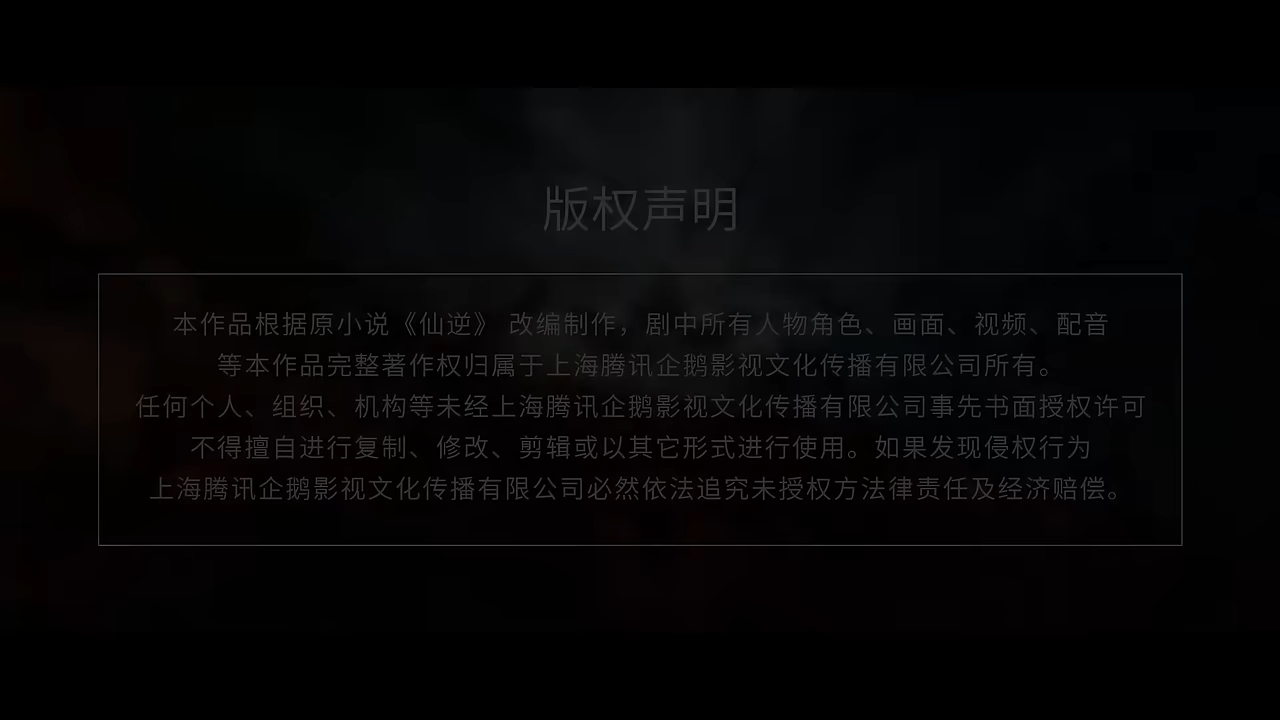 版权声明
本作品根据原小说《仙逆》 改编制作，剧中所有人物角色、画面、视频、配音
等本作品完整著作权归属于上海腾讯企鹅影视文化传播有限公司所有。
任何个人、组织、机构等未经上海腾讯企鹅影视文化传播有限公司事先书面授权许可
不得擅自进行复制、修改、剪辑或以其它形式进行使用。如果发现侵权行为
上海腾讯企鹅影视文化传播有限公司必然依法追究未授权方法律责任及经济赔偿。